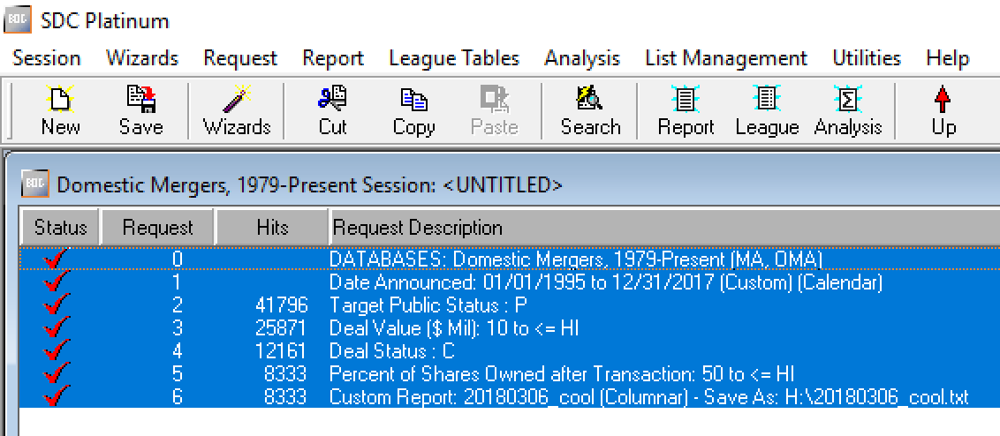 SDC SDC Platinum
Session Wizards Request Report League Tables Analysis List Management Utilities Help
New Save Wizards Cut Copy Paste Search Report League Analysis Up
SDC Domestic Mergers, 1979-Present Session: <UNTITLED>
Status Request Hits Request Description
0 DATABASES: Domestic Mergers, 1979-Present (MA, OMA)
1 Date Announced: 01/01/1995 to 12/31/2017 (Custom) (Calendar)
2 41796 Target Public Status : P
3 25871 Deal Value ($ Mil): 10 to <= HI
4 12161 Deal Status : C
5 8333 Percent of Shares Owned after Transaction: 50 to <= HI
6 8333 Custom Report: 20180306_cool (Columnar) - Save As: H:\20180306_cool.txt